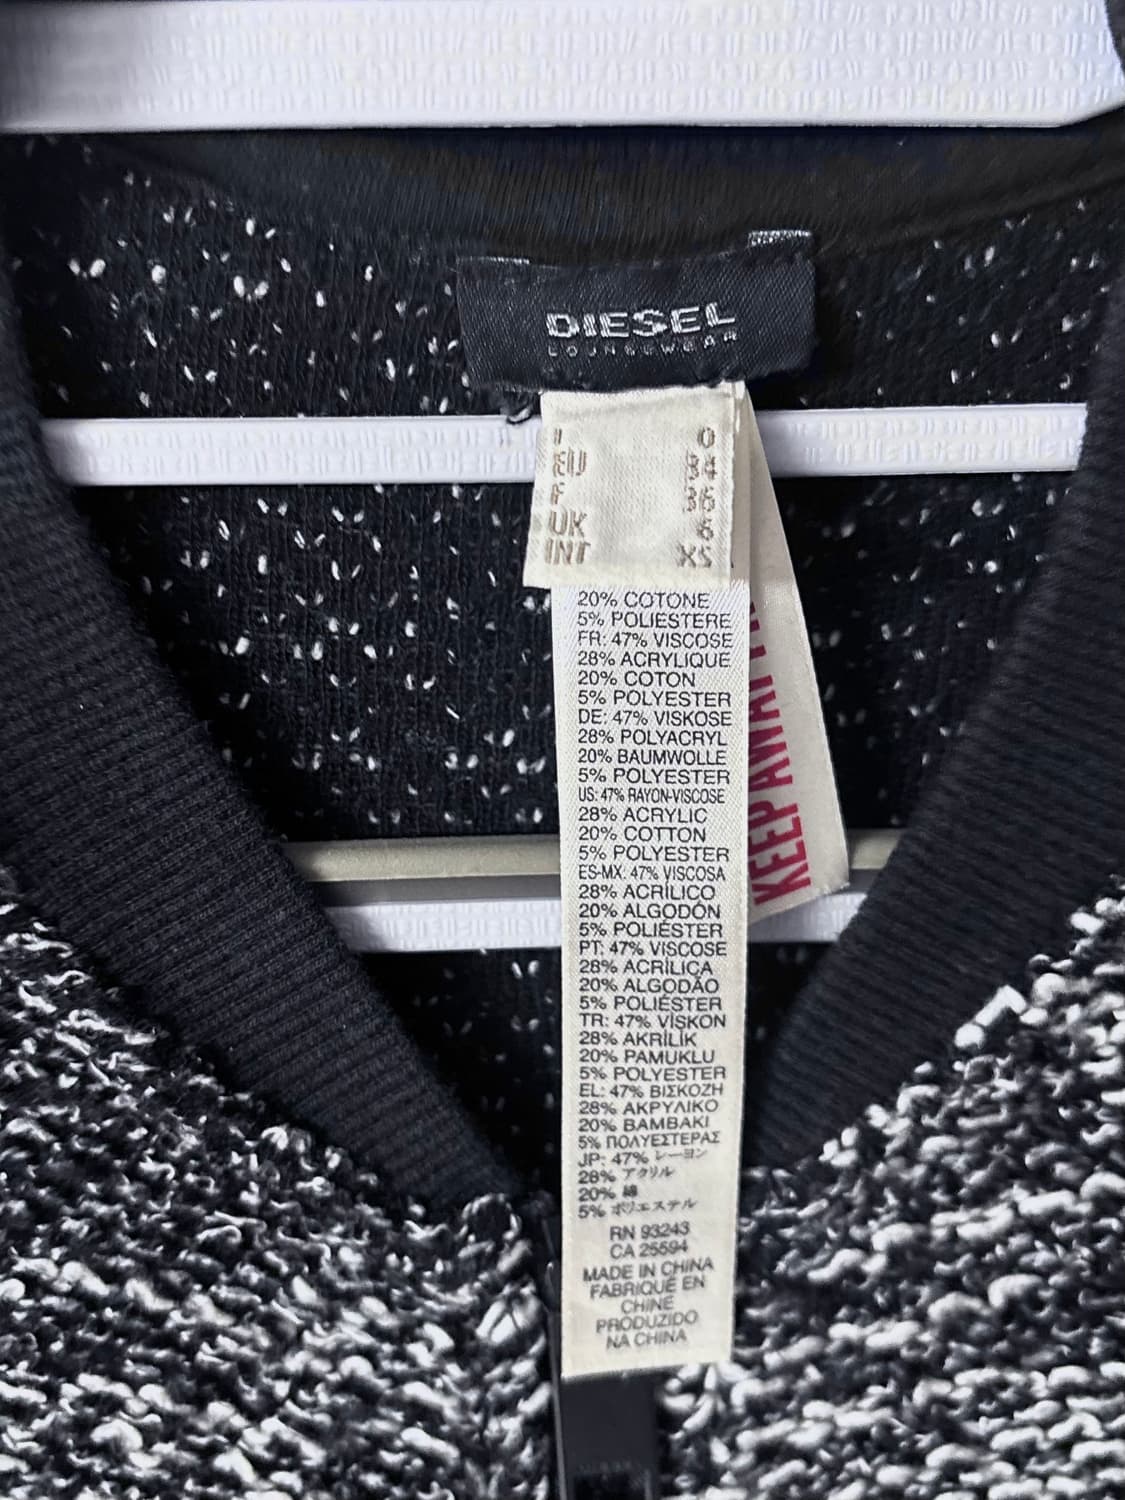 DIESEL
LOUNGEWEAR
I 0
EU 34
F 36
UK 6
INT XS
20% COTONE
5% POLIESTERE
FR: 47% VISCOSE
28% ACRYLIQUE
20% COTON
5% POLYESTER
DE: 47% VISKOSE
28% POLYACRYL
20% BAUMWOLLE
5% POLYESTER
US: 47% RAYON-VISCOSE
28% ACRYLIC
20% COTTON
5% POLYESTER
ES-MX: 47% VISCOSA
28% ACRÍLICO
20% ALGODÓN
5% POLIÉSTER
PT: 47% VISCOSE
28% ACRÍLICA
20% ALGODÃO
5% POLIÉSTER
TR: 47% VİSKON
28% AKRİLİK
20% PAMUKLU
5% POLYESTER
EL: 47% ΒΙΣΚΟΖΗ
28% ΑΚΡΥΛΙΚΟ
20% ΒΑΜΒΑΚΙ
5% ΠΟΛΥΕΣΤΕΡΑΣ
JP: 47% レーヨン
28% アクリル
20% 綿
5% ポリエステル
RN 93243
CA 25594
MADE IN CHINA
FABRIQUÉ EN
CHINE
PRODUZIDO
NA CHINA
KEEP AWAY